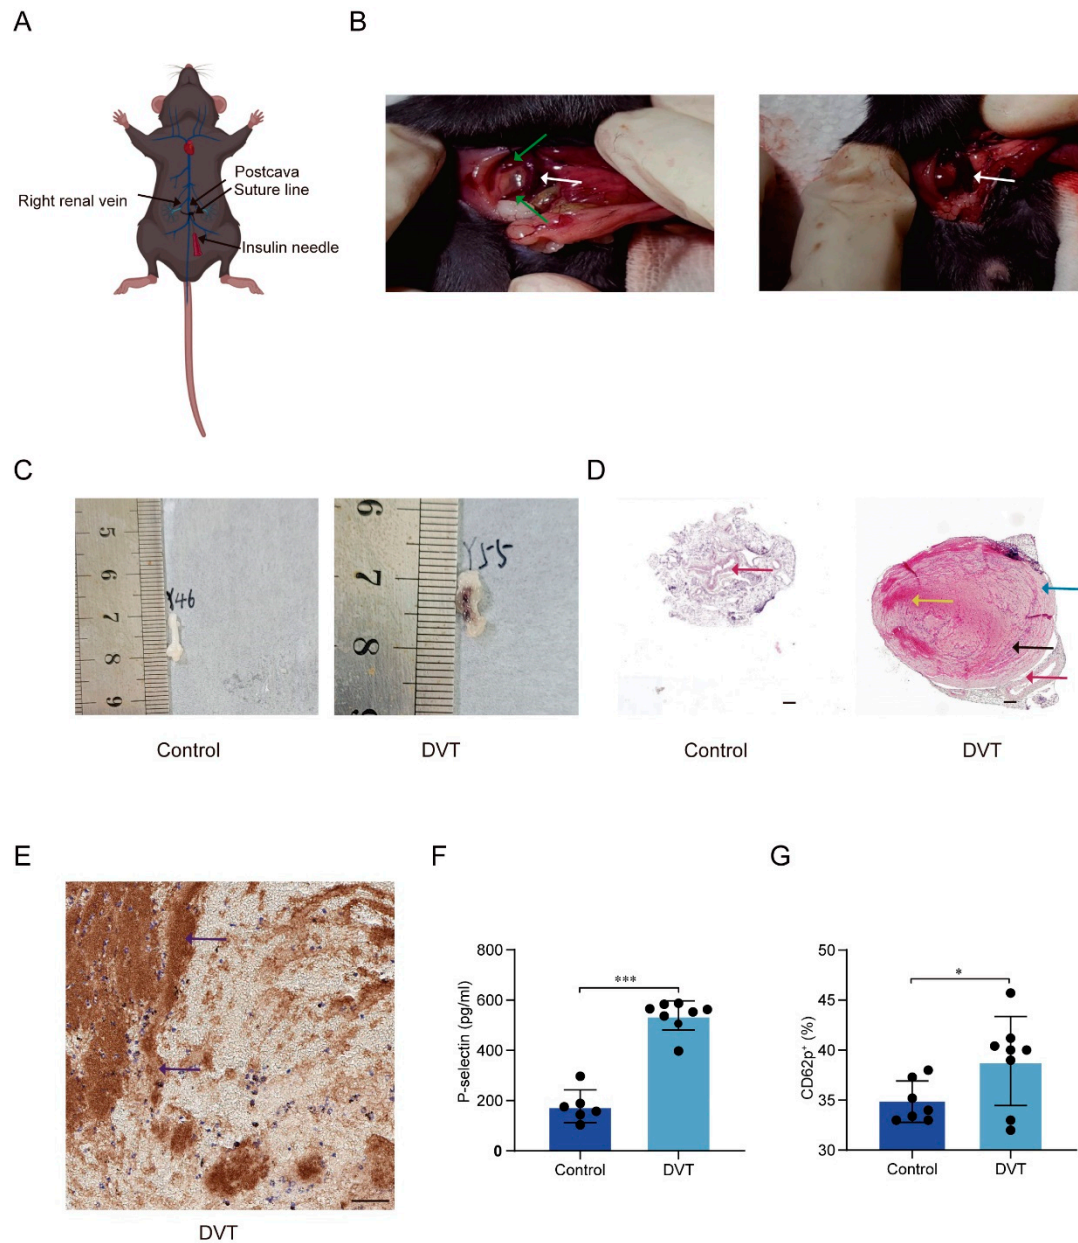 A
Right renal vein
Postcava
Suture line
Insulin needle
B
C
5
6
7
8
9
Y46
Control
6
7
8
Y55
DVT
D
Control
DVT
E
DVT
F
P-selectin (pg/ml)
800
600
400
200
0
***
Control
DVT
G
CD62p⁺ (%)
50
45
40
35
30
*
Control
DVT